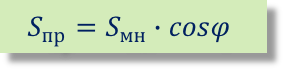 Sпр = Sмн · cosφ